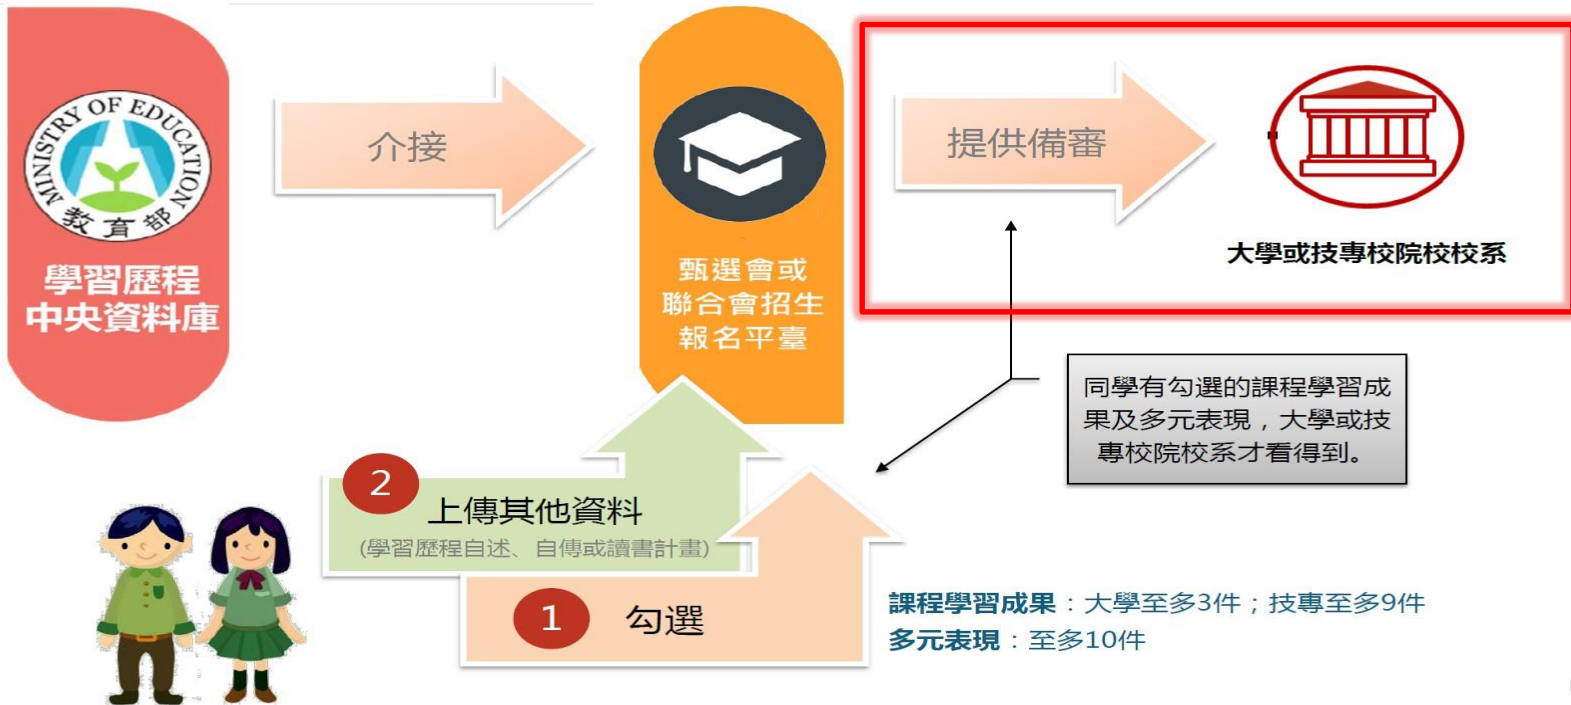 MINISTRY OF EDUCATION
教育部
學習歷程
中央資料庫
介接
甄選會或
聯合會招生
報名平臺
提供備審
大學或技專校院校校系
同學有勾選的課程學習成
果及多元表現，大學或技
專校院校系才看得到。
2
上傳其他資料
(學習歷程自述、自傳或讀書計畫)
1
勾選
課程學習成果：大學至多3件；技專至多9件
多元表現：至多10件